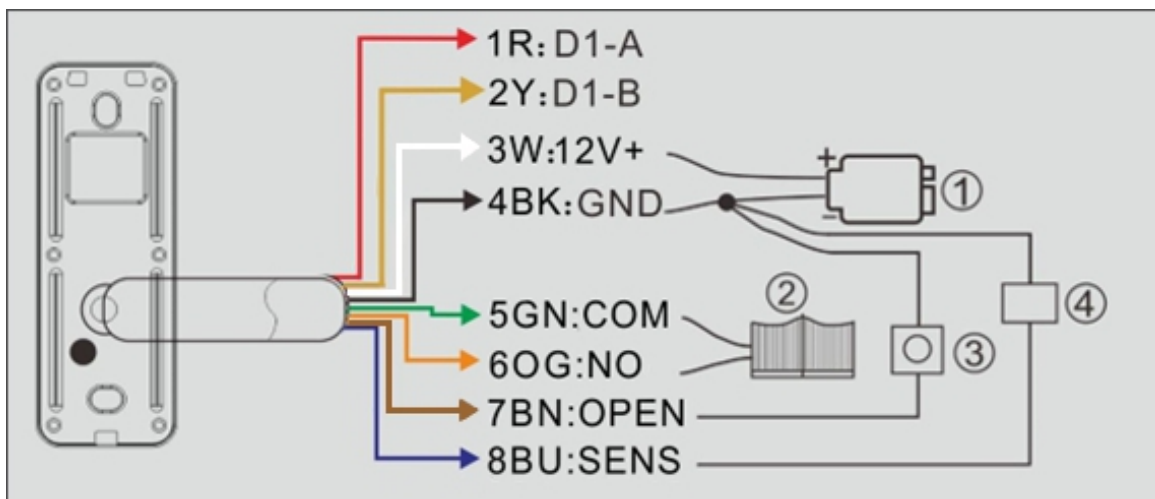 1R:D1-A
2Y:D1-B
3W:12V+
+
①
4BK:GND
−
②
④
5GN:COM
③
6OG:NO
7BN:OPEN
8BU:SENS